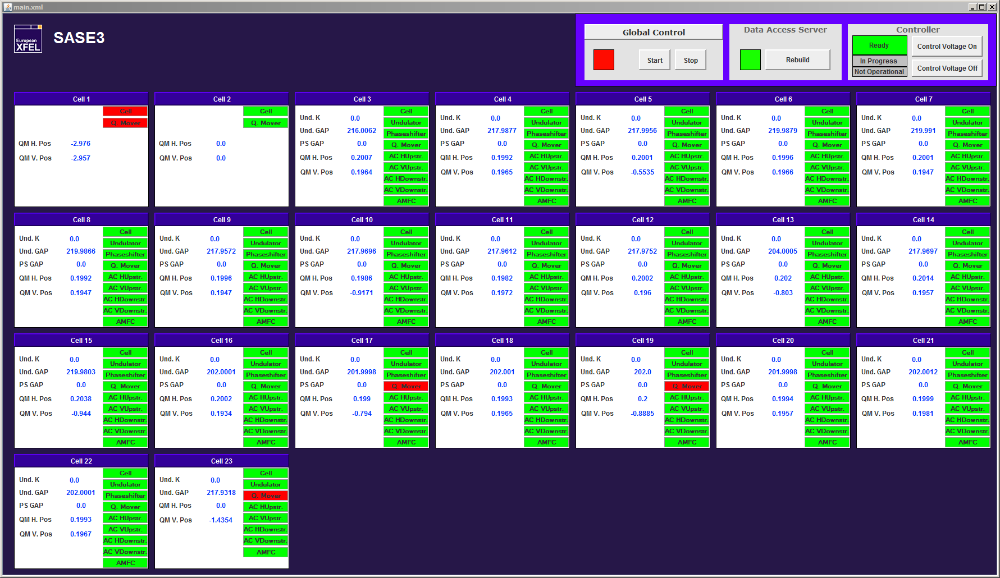 main.xml
European
XFEL
SASE3
Global Control
Start
Stop
Data Access Server
Rebuild
Controller
Ready
In Progress
Not Operational
Control Voltage On
Control Voltage Off
Cell 1
Cell
Q. Mover
QM H. Pos -2.976
QM V. Pos -2.957
Cell 2
Cell
Q. Mover
QM H. Pos 0.0
QM V. Pos 0.0
Cell 3
Und. K 0.0
Und. GAP 216.0062
PS GAP 0.0
QM H. Pos 0.2007
QM V. Pos 0.1964
Cell
Undulator
Phaseshifter
Q. Mover
AC HUpstr.
AC VUpstr.
AC HDownstr.
AC VDownstr.
AMFC
Cell 4
Und. K 0.0
Und. GAP 217.9877
PS GAP 0.0
QM H. Pos 0.1992
QM V. Pos 0.1965
Cell
Undulator
Phaseshifter
Q. Mover
AC HUpstr.
AC VUpstr.
AC HDownstr.
AC VDownstr.
AMFC
Cell 5
Und. K 0.0
Und. GAP 217.9956
PS GAP 0.0
QM H. Pos 0.2001
QM V. Pos -0.5535
Cell
Undulator
Phaseshifter
Q. Mover
AC HUpstr.
AC VUpstr.
AC HDownstr.
AC VDownstr.
AMFC
Cell 6
Und. K 0.0
Und. GAP 219.9879
PS GAP 0.0
QM H. Pos 0.1996
QM V. Pos 0.1966
Cell
Undulator
Phaseshifter
Q. Mover
AC HUpstr.
AC VUpstr.
AC HDownstr.
AC VDownstr.
AMFC
Cell 7
Und. K 0.0
Und. GAP 219.991
PS GAP 0.0
QM H. Pos 0.2001
QM V. Pos 0.1947
Cell
Undulator
Phaseshifter
Q. Mover
AC HUpstr.
AC VUpstr.
AC HDownstr.
AC VDownstr.
AMFC
Cell 8
Und. K 0.0
Und. GAP 219.9866
PS GAP 0.0
QM H. Pos 0.1992
QM V. Pos 0.1947
Cell
Undulator
Phaseshifter
Q. Mover
AC HUpstr.
AC VUpstr.
AC HDownstr.
AC VDownstr.
AMFC
Cell 9
Und. K 0.0
Und. GAP 217.9572
PS GAP 0.0
QM H. Pos 0.1996
QM V. Pos 0.1947
Cell
Undulator
Phaseshifter
Q. Mover
AC HUpstr.
AC VUpstr.
AC HDownstr.
AC VDownstr.
AMFC
Cell 10
Und. K 0.0
Und. GAP 217.9696
PS GAP 0.0
QM H. Pos 0.1986
QM V. Pos -0.9171
Cell
Undulator
Phaseshifter
Q. Mover
AC HUpstr.
AC VUpstr.
AC HDownstr.
AC VDownstr.
AMFC
Cell 11
Und. K 0.0
Und. GAP 217.9612
PS GAP 0.0
QM H. Pos 0.1982
QM V. Pos 0.1972
Cell
Undulator
Phaseshifter
Q. Mover
AC HUpstr.
AC VUpstr.
AC HDownstr.
AC VDownstr.
AMFC
Cell 12
Und. K 0.0
Und. GAP 217.9752
PS GAP 0.0
QM H. Pos 0.2002
QM V. Pos 0.196
Cell
Undulator
Phaseshifter
Q. Mover
AC HUpstr.
AC VUpstr.
AC HDownstr.
AC VDownstr.
AMFC
Cell 13
Und. K 0.0
Und. GAP 204.0005
PS GAP 0.0
QM H. Pos 0.202
QM V. Pos -0.803
Cell
Undulator
Phaseshifter
Q. Mover
AC HUpstr.
AC VUpstr.
AC HDownstr.
AC VDownstr.
AMFC
Cell 14
Und. K 0.0
Und. GAP 217.9697
PS GAP 0.0
QM H. Pos 0.2014
QM V. Pos 0.1957
Cell
Undulator
Phaseshifter
Q. Mover
AC HUpstr.
AC VUpstr.
AC HDownstr.
AC VDownstr.
AMFC
Cell 15
Und. K 0.0
Und. GAP 219.9803
PS GAP 0.0
QM H. Pos 0.2038
QM V. Pos -0.944
Cell
Undulator
Phaseshifter
Q. Mover
AC HUpstr.
AC VUpstr.
AC HDownstr.
AC VDownstr.
AMFC
Cell 16
Und. K 0.0
Und. GAP 202.0001
PS GAP 0.0
QM H. Pos 0.2002
QM V. Pos 0.1934
Cell
Undulator
Phaseshifter
Q. Mover
AC HUpstr.
AC VUpstr.
AC HDownstr.
AC VDownstr.
AMFC
Cell 17
Und. K 0.0
Und. GAP 201.9998
PS GAP 0.0
QM H. Pos 0.199
QM V. Pos -0.794
Cell
Undulator
Phaseshifter
Q. Mover
AC HUpstr.
AC VUpstr.
AC HDownstr.
AC VDownstr.
AMFC
Cell 18
Und. K 0.0
Und. GAP 202.001
PS GAP 0.0
QM H. Pos 0.1993
QM V. Pos 0.1965
Cell
Undulator
Phaseshifter
Q. Mover
AC HUpstr.
AC VUpstr.
AC HDownstr.
AC VDownstr.
AMFC
Cell 19
Und. K 0.0
Und. GAP 202.0
PS GAP 0.0
QM H. Pos 0.2
QM V. Pos -0.8885
Cell
Undulator
Phaseshifter
Q. Mover
AC HUpstr.
AC VUpstr.
AC HDownstr.
AC VDownstr.
AMFC
Cell 20
Und. K 0.0
Und. GAP 201.9998
PS GAP 0.0
QM H. Pos 0.1994
QM V. Pos 0.1957
Cell
Undulator
Phaseshifter
Q. Mover
AC HUpstr.
AC VUpstr.
AC HDownstr.
AC VDownstr.
AMFC
Cell 21
Und. K 0.0
Und. GAP 202.0012
PS GAP 0.0
QM H. Pos 0.1999
QM V. Pos 0.1981
Cell
Undulator
Phaseshifter
Q. Mover
AC HUpstr.
AC VUpstr.
AC HDownstr.
AC VDownstr.
AMFC
Cell 22
Und. K 0.0
Und. GAP 202.0001
PS GAP 0.0
QM H. Pos 0.1993
QM V. Pos 0.1967
Cell
Undulator
Phaseshifter
Q. Mover
AC HUpstr.
AC VUpstr.
AC HDownstr.
AC VDownstr.
AMFC
Cell 23
Und. K 0.0
Und. GAP 217.9318
QM H. Pos 0.0
QM V. Pos -1.4354
Cell
Undulator
Q. Mover
AC HUpstr.
AC VUpstr.
AC HDownstr.
AC VDownstr.
AMFC